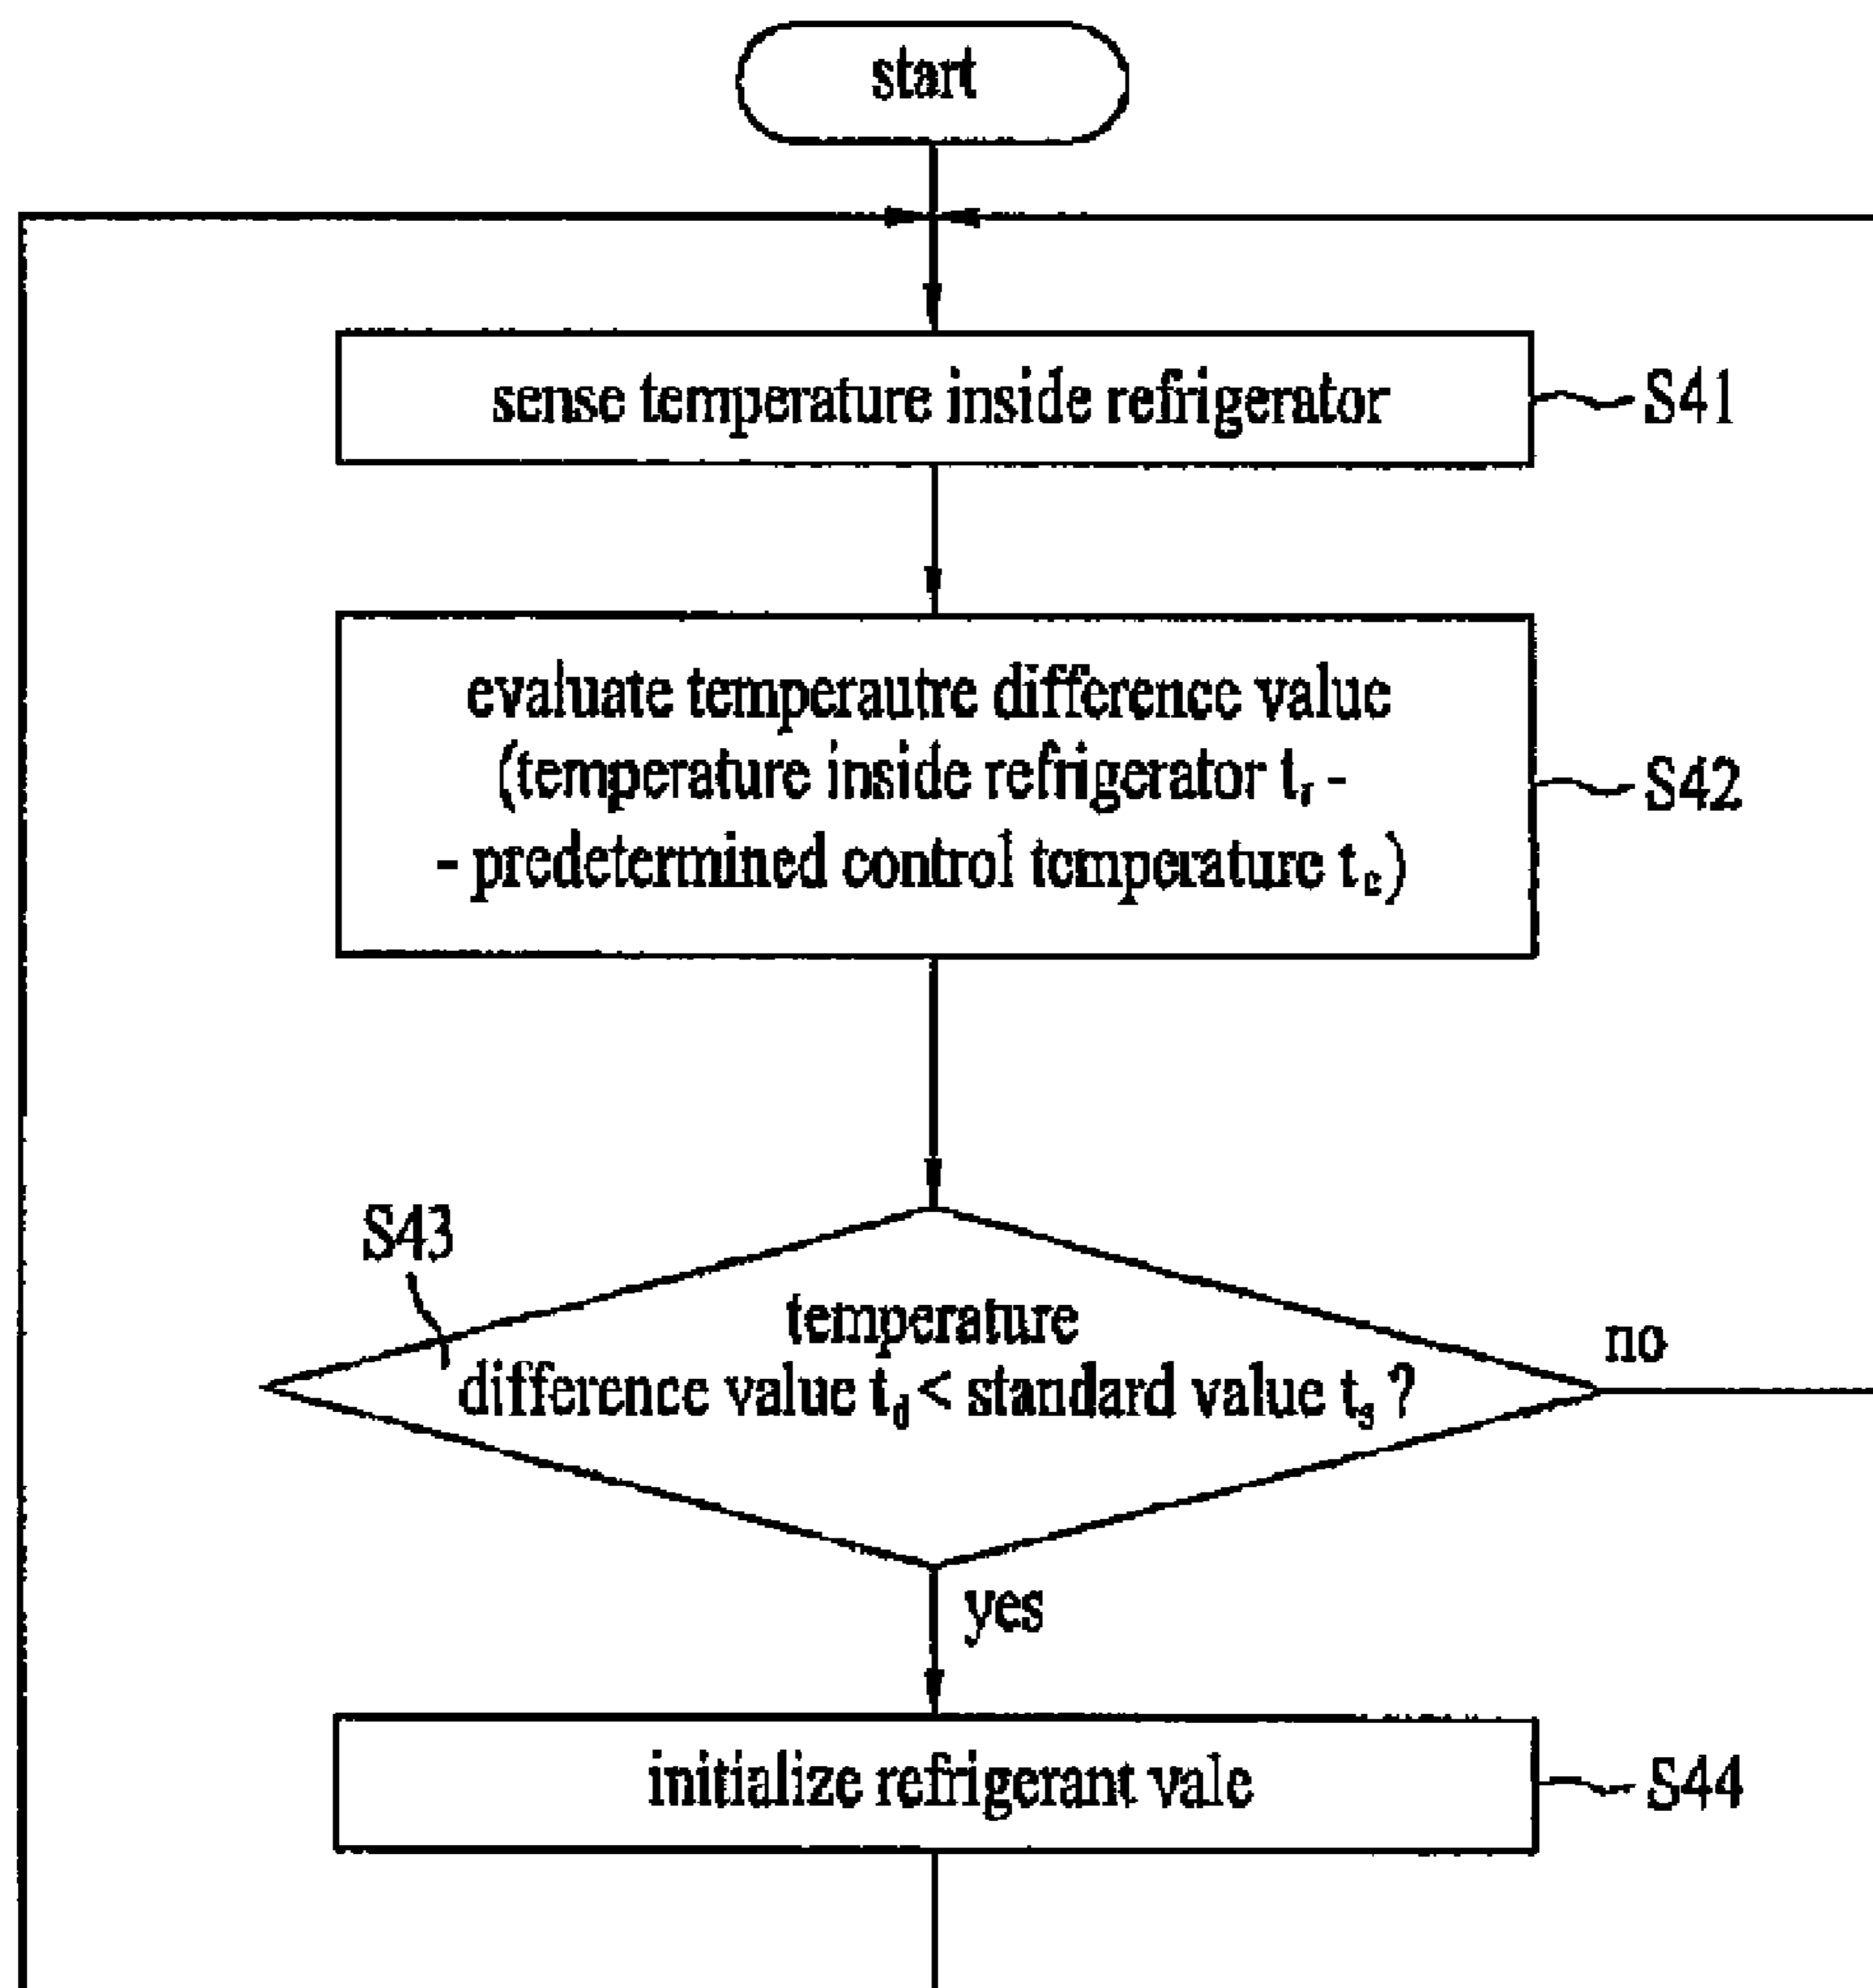 start
sense temperature inside refrigerator
S41
evaluate temperautre difference value
(temperature inside refrigerator tr -
- predetermined control temperature tc)
S42
S43
temperature
difference value td < standard value ts ?
no
yes
initialize refrigerant vale
S44